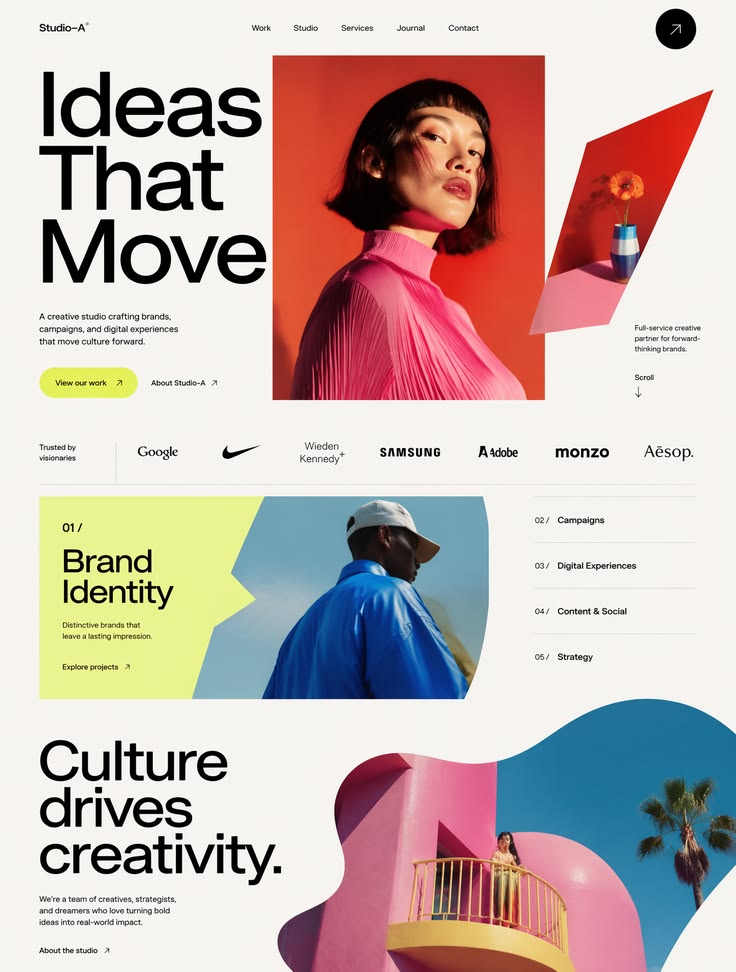 Studio–A®
Work
Studio
Services
Journal
Contact
Ideas
That
Move
A creative studio crafting brands,
campaigns, and digital experiences
that move culture forward.
View our work
About Studio–A
Full-service creative
partner for forward-
thinking brands.
Scroll
Trusted by
visionaries
Google
Wieden
Kennedy+
SAMSUNG
Adobe
monzo
Aēsop.
01 /
Brand
Identity
Distinctive brands that
leave a lasting impression.
Explore projects
02 / Campaigns
03 / Digital Experiences
04 / Content & Social
05 / Strategy
Culture
drives
creativity.
We're a team of creatives, strategists,
and dreamers who love turning bold
ideas into real-world impact.
About the studio